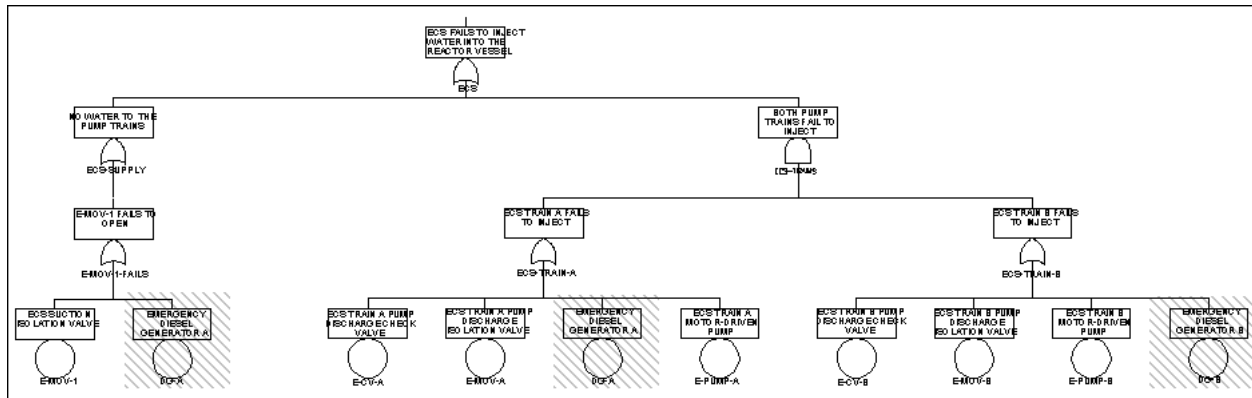 ECS FAILS TO INJECT
WATER INTO THE
REACTOR VESSEL
ECS
NO WATER TO THE
PUMP TRAINS
ECS-SUPPLY
BOTH PUMP
TRAINS FAIL TO
INJECT
ECS-TRAINS
E-MOV-1 FAILS TO
OPEN
E-MOV-1-FAILS
ECS TRAIN A FAILS
TO INJECT
ECS-TRAIN-A
ECS TRAIN B FAILS
TO INJECT
ECS-TRAIN-B
ECS SUCTION
ISOLATION VALVE
E-MOV-1
EMERGENCY
DIESEL
GENERATOR A
DG-A
ECS TRAIN A PUMP
DISCHARGE CHECK
VALVE
E-CV-A
ECS TRAIN A PUMP
DISCHARGE
ISOLATION VALVE
E-MOV-A
EMERGENCY
DIESEL
GENERATOR A
DG-A
ECS TRAIN A
MOTOR-DRIVEN
PUMP
E-PUMP-A
ECS TRAIN B PUMP
DISCHARGE CHECK
VALVE
E-CV-B
ECS TRAIN B PUMP
DISCHARGE
ISOLATION VALVE
E-MOV-B
ECS TRAIN B
MOTOR-DRIVEN
PUMP
E-PUMP-B
EMERGENCY
DIESEL
GENERATOR B
DG-B